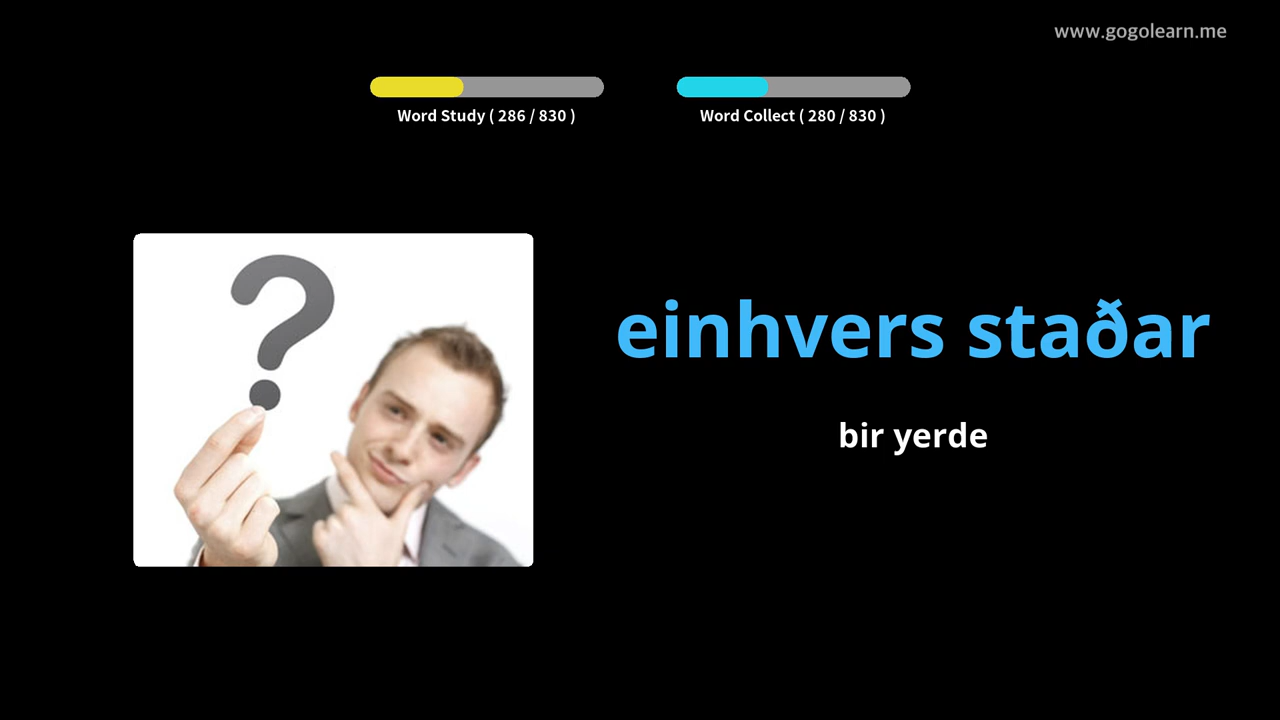 www.gogolearn.me
Word Study ( 286 / 830 )
Word Collect ( 280 / 830 )
?
einhvers staðar
bir yerde